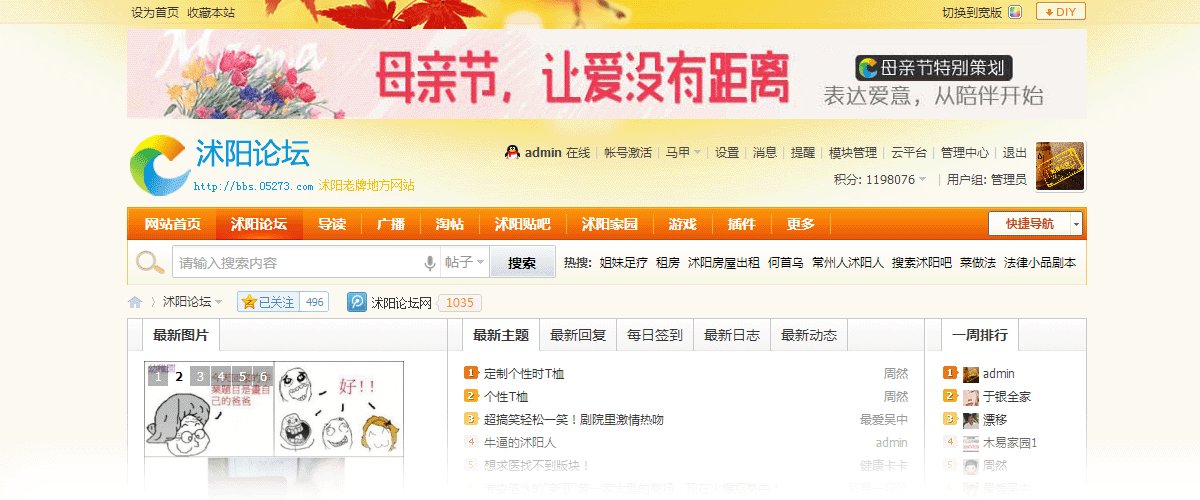 设为首页 收藏本站 切换到宽版 DIY
Mama
母亲节，让爱没有距离
母亲节特别策划
表达爱意，从陪伴开始
沭阳论坛
http://bbs.05273.com 沭阳老牌地方网站
admin 在线 帐号激活 马甲 设置 消息 提醒 模块管理 云平台 管理中心 退出
积分: 1198076 用户组: 管理员
网站首页 沭阳论坛 导读 广播 淘帖 沭阳贴吧 沭阳家园 游戏 插件 更多 快捷导航
请输入搜索内容 帖子 搜索 热搜: 姐妹足疗 租房 沭阳房屋出租 何首乌 常州人沭阳人 搜索沭阳吧 菜做法 法律小品剧本
沭阳论坛 已关注 496 沭阳论坛网 1035
最新图片 最新主题 最新回复 每日签到 最新日志 最新动态 一周排行
1 2 3 4 5 6
好!!
1 定制个性时T恤 周然
2 个性T恤 周然
3 超搞笑轻松一笑！剧院里激情热吻 最爱吴中
4 牛逼的沭阳人 admin
5 想求医找不到版块！ 健康卡卡
1 admin
2 于银全家
3 漂移
4 木易家园1
5 周然